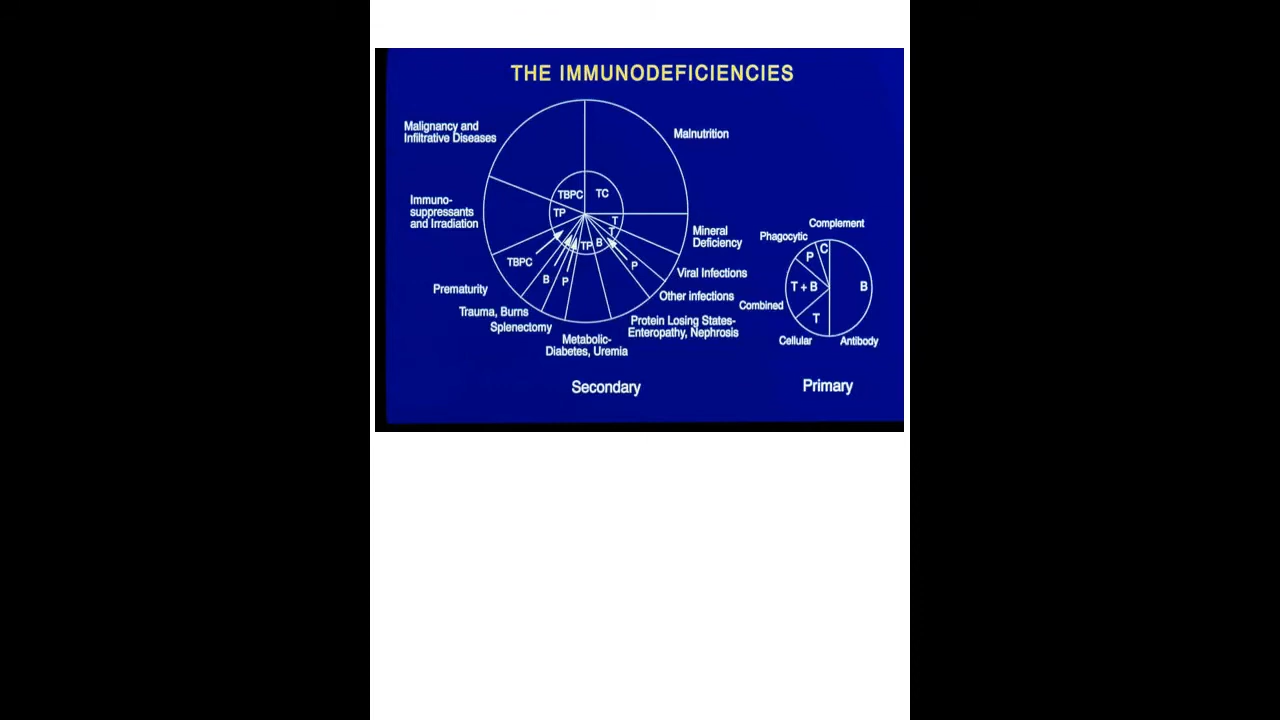 THE IMMUNODEFICIENCIES
Malignancy and
Infiltrative Diseases
Malnutrition
TBPC
TC
Immuno-
suppressants
and Irradiation
TP
T
T
Mineral
Deficiency
TP
B
TBPC
B
P
P
Viral Infections
Prematurity
Other infections
Trauma, Burns
Splenectomy
Protein Losing States-
Enteropathy, Nephrosis
Metabolic-
Diabetes, Uremia
Secondary
Complement
Phagocytic
C
P
T + B
B
Combined
T
Cellular
Antibody
Primary